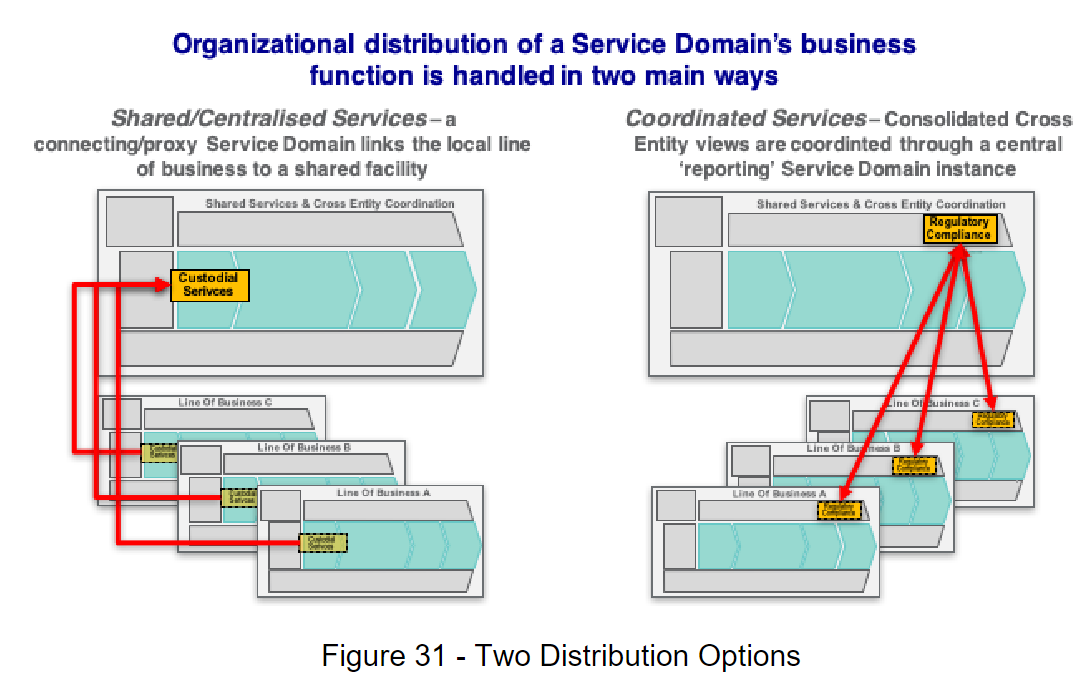 Organizational distribution of a Service Domain's business
function is handled in two main ways
Shared/Centralised Services – a
connecting/proxy Service Domain links the local line
of business to a shared facility
Shared Services & Cross Entity Coordination
Custodial
Serivces
Line Of Business C
Custodial
Services
Line Of Business B
Custodial
Services
Line Of Business A
Custodial
Services
Coordinated Services – Consolidated Cross
Entity views are coordinted through a central
'reporting' Service Domain instance
Shared Services & Cross Entity Coordination
Regulatory
Compliance
Line Of Business C
Regulatory
Compliance
Line Of Business B
Regulatory
Compliance
Line Of Business A
Regulatory
Compliance
Figure 31 - Two Distribution Options